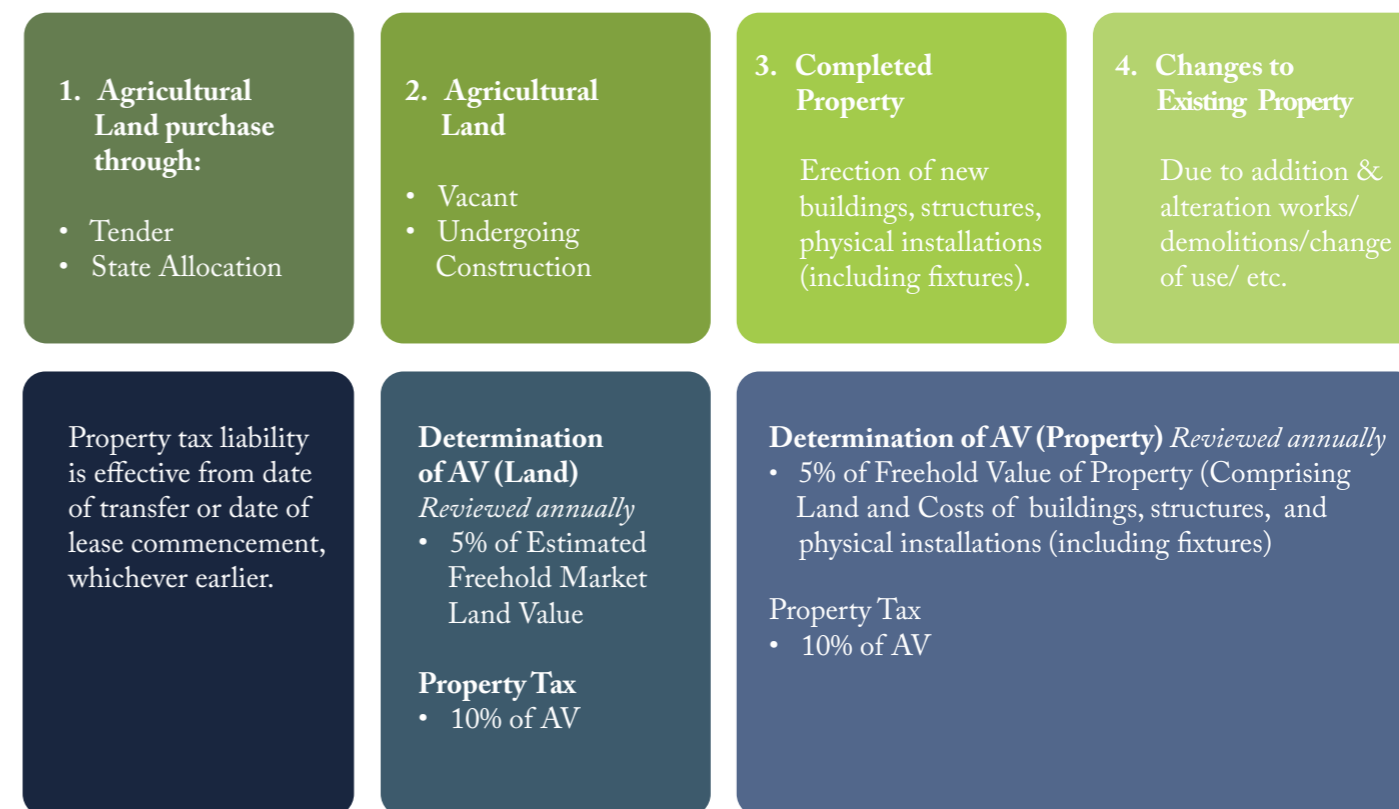 1. Agricultural
Land purchase
through:
• Tender
• State Allocation
2. Agricultural
Land
• Vacant
• Undergoing
Construction
3. Completed
Property
Erection of new
buildings, structures,
physical installations
(including fixtures).
4. Changes to
Existing Property
Due to addition &
alteration works/
demolitions/change
of use/ etc.
Property tax liability
is effective from date
of transfer or date of
lease commencement,
whichever earlier.
Determination
of AV (Land)
Reviewed annually
• 5% of Estimated
Freehold Market
Land Value
Property Tax
• 10% of AV
Determination of AV (Property) Reviewed annually
• 5% of Freehold Value of Property (Comprising
Land and Costs of buildings, structures, and
physical installations (including fixtures)
Property Tax
• 10% of AV